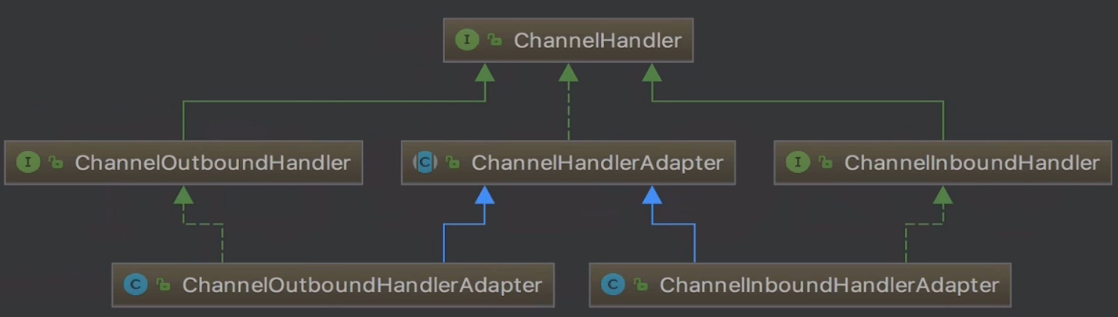 I ChannelHandler
I ChannelOutboundHandler
C ChannelHandlerAdapter
I ChannelInboundHandler
C ChannelOutboundHandlerAdapter
C ChannelInboundHandlerAdapter